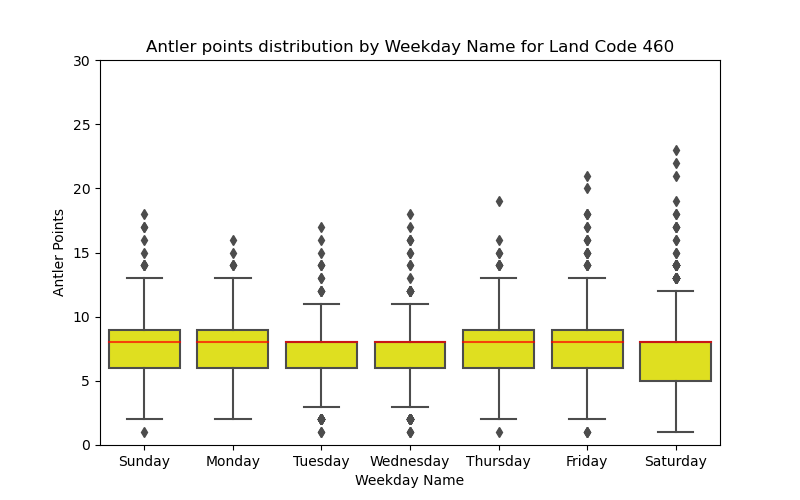 Antler points distribution by Weekday Name for Land Code 460
30
25
20
15
10
5
0
Antler Points
Sunday Monday Tuesday Wednesday Thursday Friday Saturday
Weekday Name